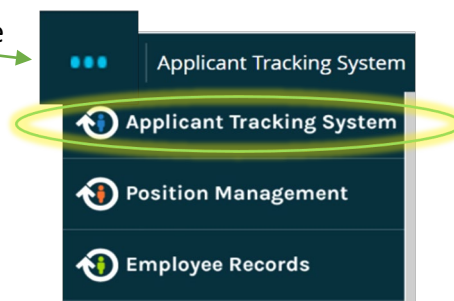 e
Applicant Tracking System
Applicant Tracking System
Position Management
Employee Records